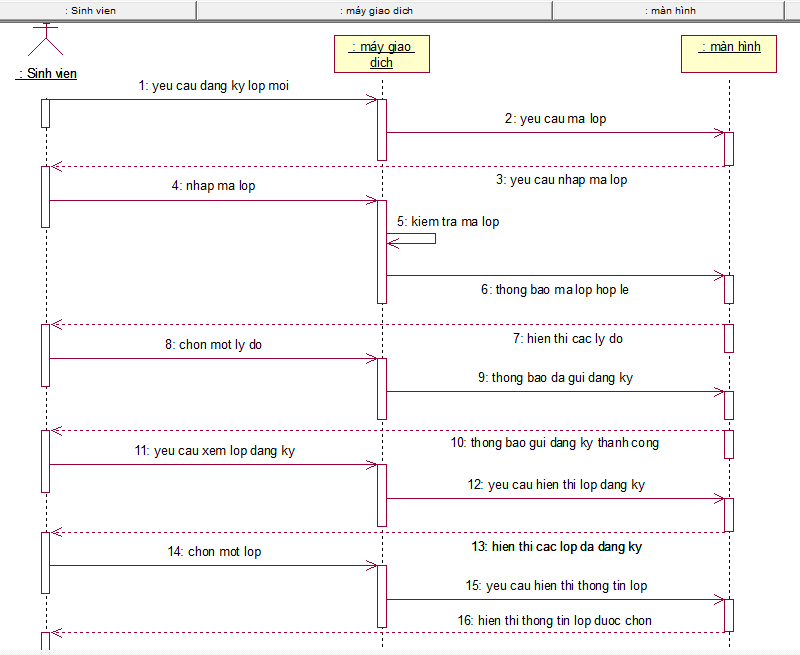 : Sinh vien
: máy giao dich
: màn hình
: Sinh vien
: máy giao
dich
: màn hình
1: yeu cau dang ky lop moi
2: yeu cau ma lop
3: yeu cau nhap ma lop
4: nhap ma lop
5: kiem tra ma lop
6: thong bao ma lop hop le
7: hien thi cac ly do
8: chon mot ly do
9: thong bao da gui dang ky
10: thong bao gui dang ky thanh cong
11: yeu cau xem lop dang ky
12: yeu cau hien thi lop dang ky
13: hien thi cac lop da dang ky
14: chon mot lop
15: yeu cau hien thi thong tin lop
16: hien thi thong tin lop duoc chon